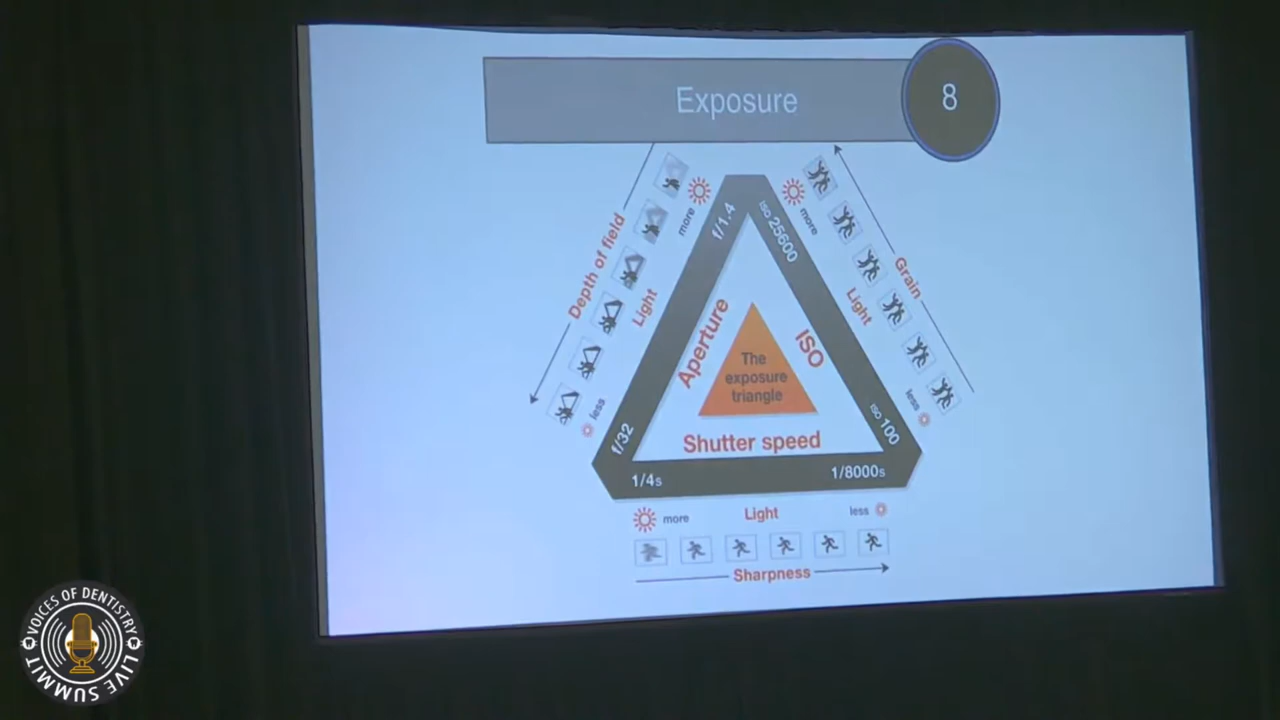 Exposure
8
Depth of field
more
Light
less
f/1.4
Aperture
f/32
ISO 25600
ISO
ISO 100
more
Light
less
Grain
The
exposure
triangle
Shutter speed
1/4s
1/8000s
more
Light
less
Sharpness
VOICES OF DENTISTRY
LIVE SUMMIT